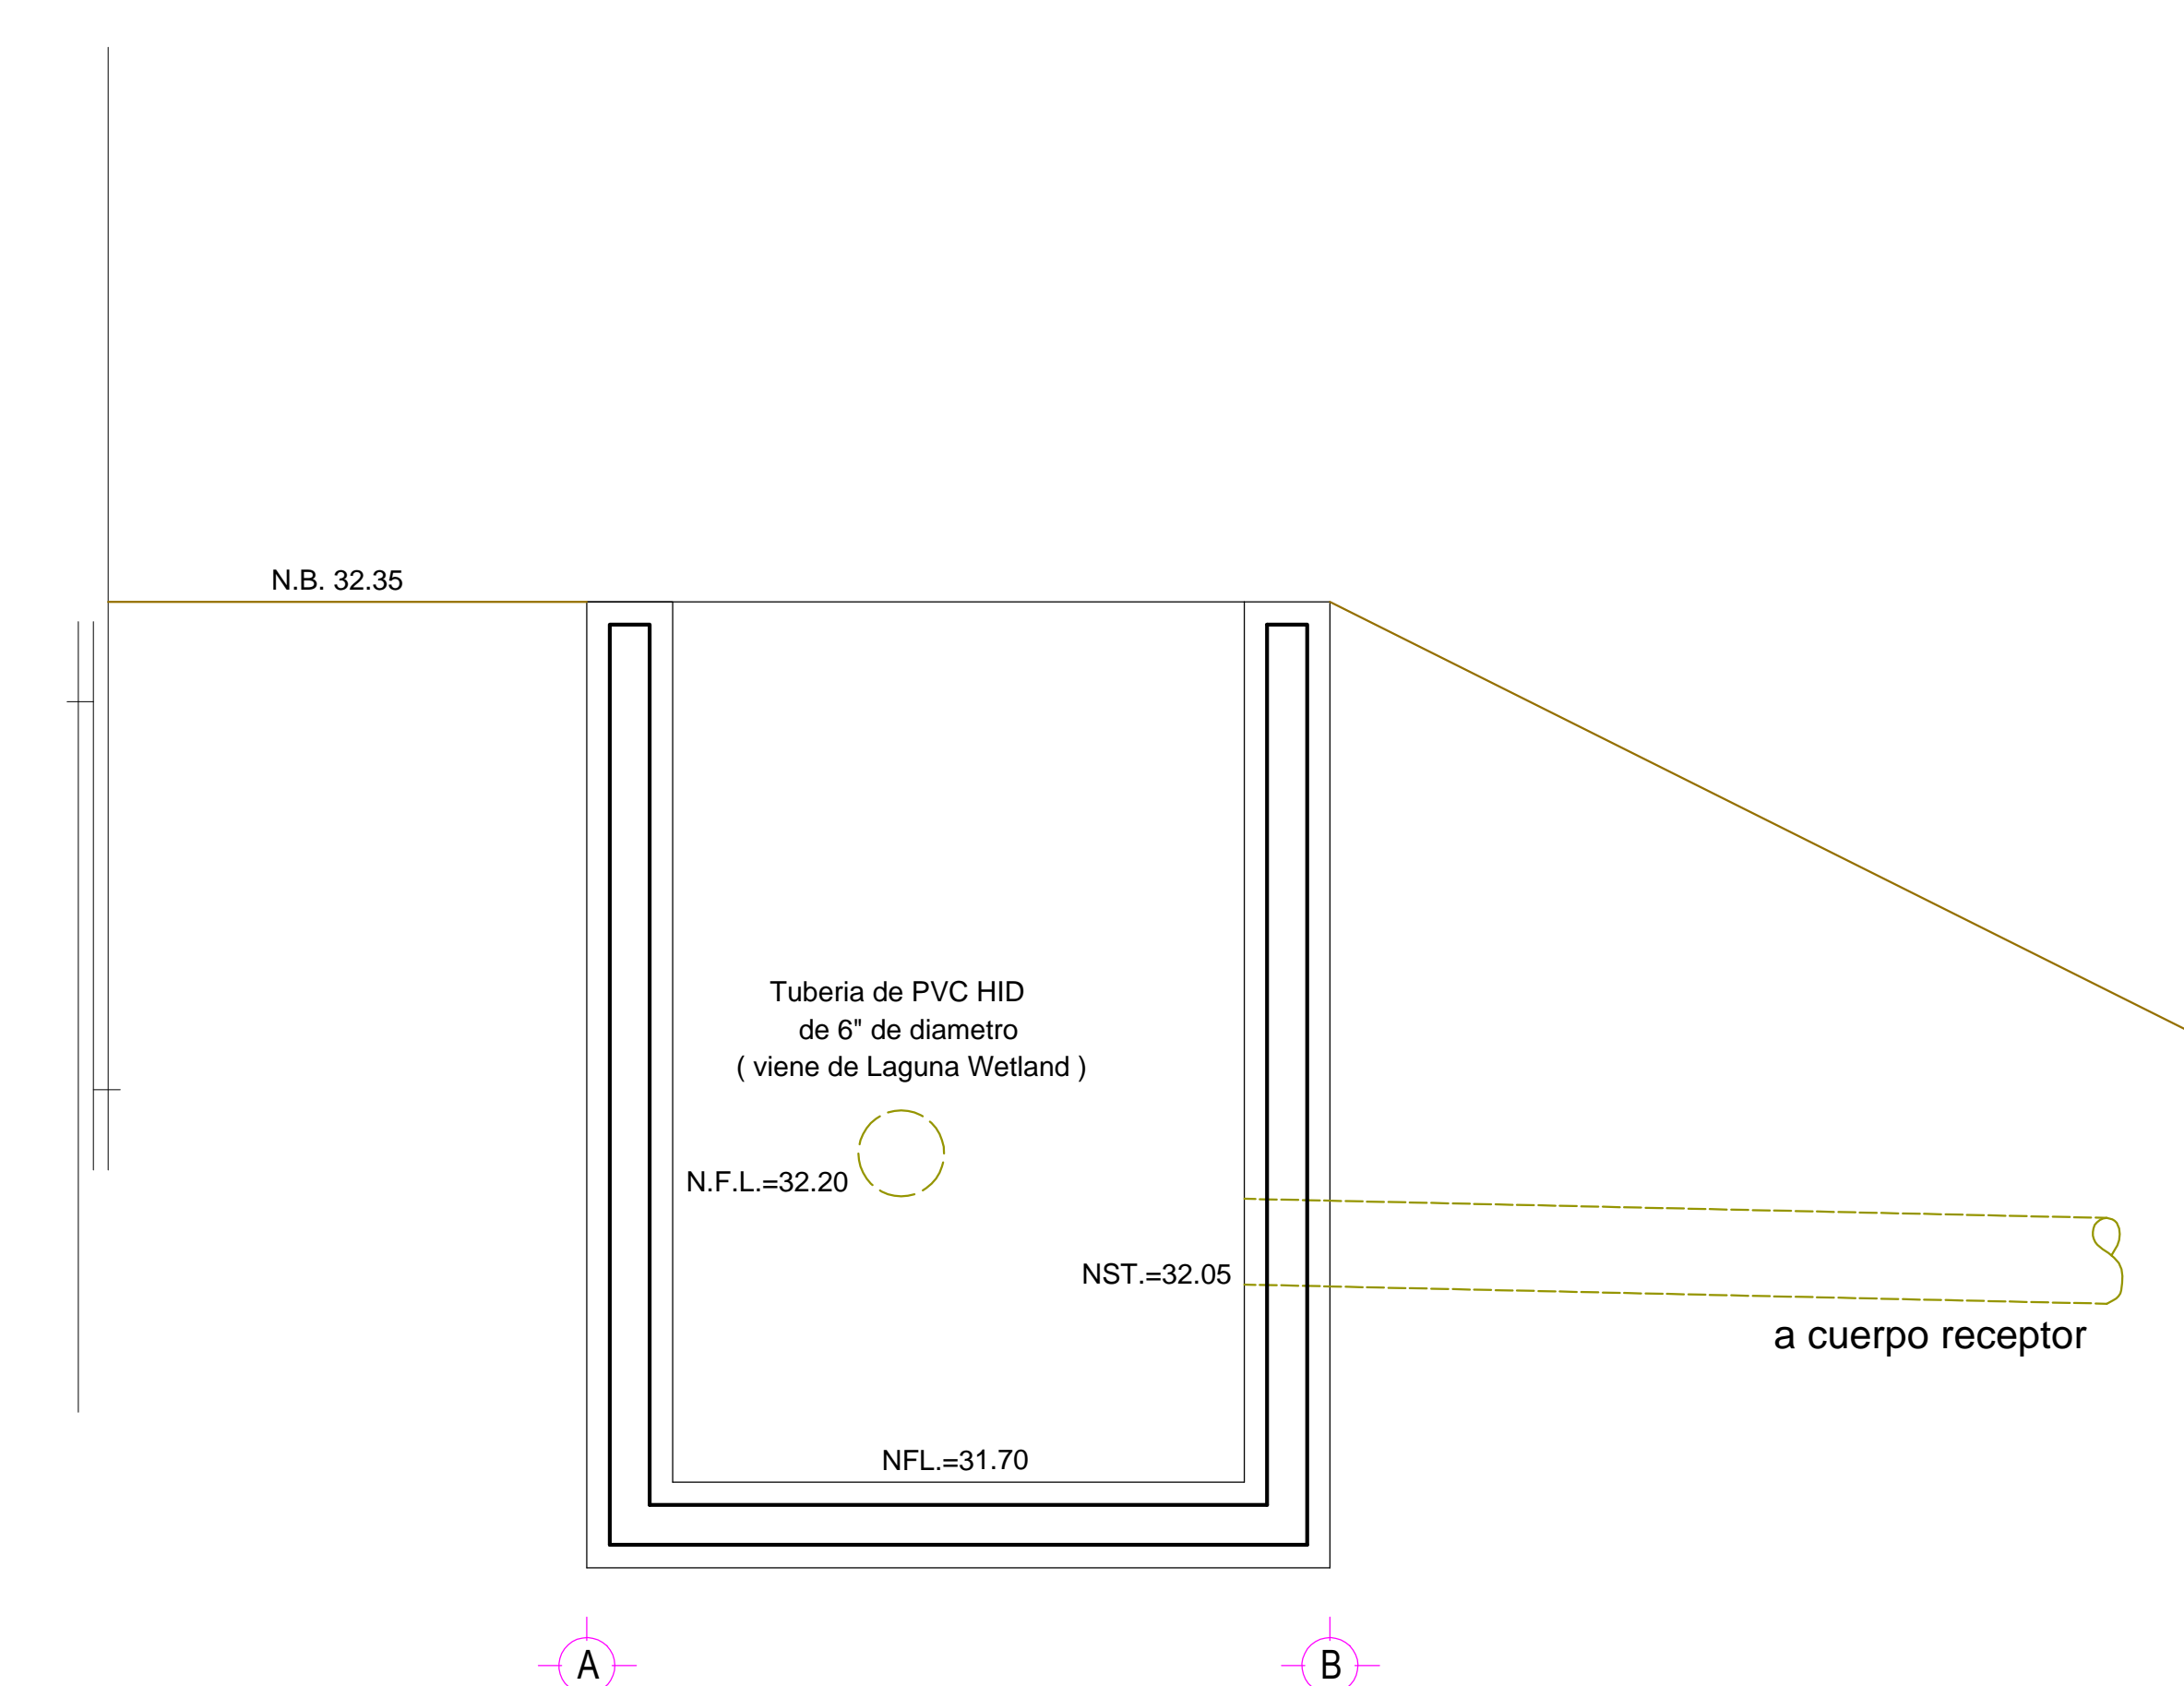 N.B. 32.35
Tuberia de PVC HID
de 6" de diametro
( viene de Laguna Wetland )
N.F.L.=32.20
NST.=32.05
a cuerpo receptor
NFL.=31.70
A
B